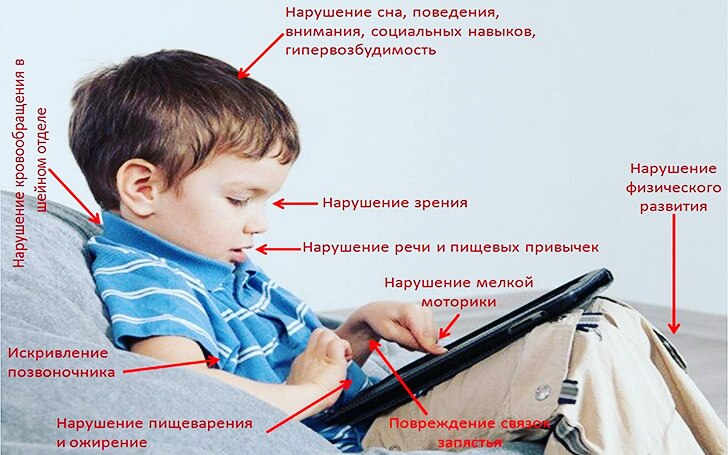 Нарушение сна, поведения,
внимания, социальных навыков,
гипервозбудимость
Нарушение кровообращения в
шейном отделе
Нарушение
физического
развития
Нарушение зрения
Нарушение речи и пищевых привычек
Нарушение мелкой
моторики
Искривление
позвоночника
Нарушение пищеварения
и ожирение
Повреждение связок
запястья